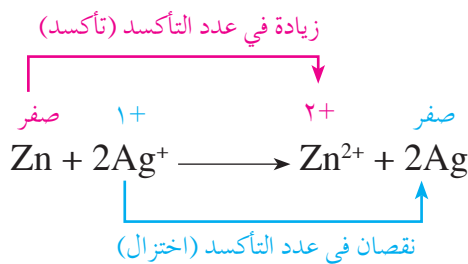 زيادة في عدد التأكسد (تأكسد)
صفر +١ +٢ صفر
Zn + 2Ag⁺ ⟶ Zn²⁺ + 2Ag
نقصان في عدد التأكسد (اختزال)